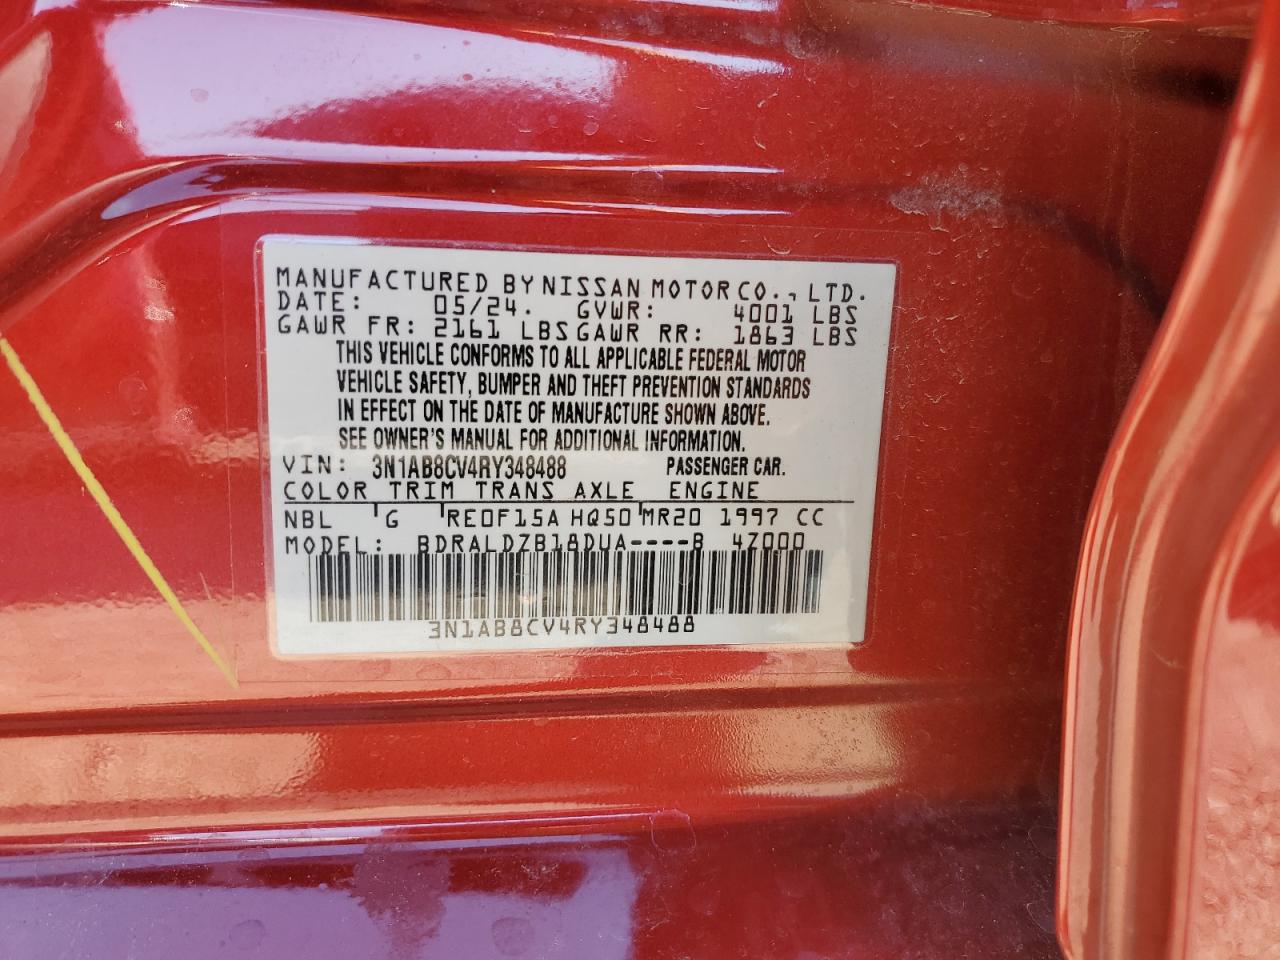 MANUFACTURED BY NISSAN MOTOR CO., LTD.
DATE: 05/24. GVWR: 4001 LBS
GAWR FR: 2161 LBS GAWR RR: 1863 LBS
THIS VEHICLE CONFORMS TO ALL APPLICABLE FEDERAL MOTOR
VEHICLE SAFETY, BUMPER AND THEFT PREVENTION STANDARDS
IN EFFECT ON THE DATE OF MANUFACTURE SHOWN ABOVE.
SEE OWNER'S MANUAL FOR ADDITIONAL INFORMATION.
VIN: 3N1AB8CV4RY348488 PASSENGER CAR.
COLOR TRIM TRANS AXLE ENGINE
NBL G RE0F15A HQ50 MR20 1997 CC
MODEL: BDRALDZB18DUA----B 4Z000
3N1AB8CV4RY348488